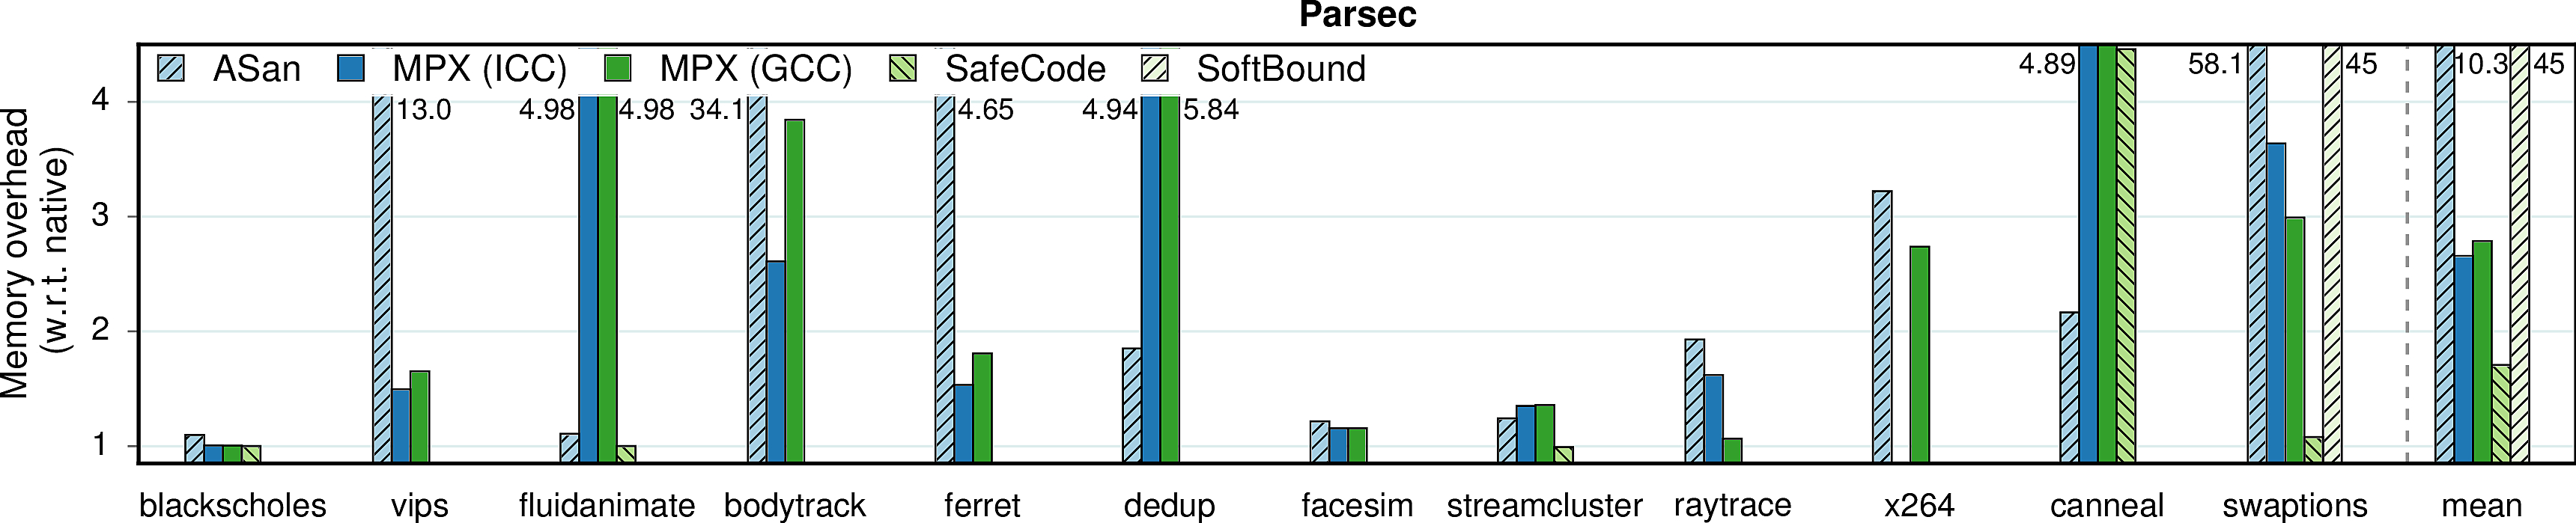 Parsec
Memory overhead
(w.r.t. native)
ASan MPX (ICC) MPX (GCC) SafeCode SoftBound
4.89 58.1 45 10.3 45
4
13.0 4.98 4.98 34.1 4.65 4.94 5.84
3
2
1
blackscholes vips fluidanimate bodytrack ferret dedup facesim streamcluster raytrace x264 canneal swaptions mean